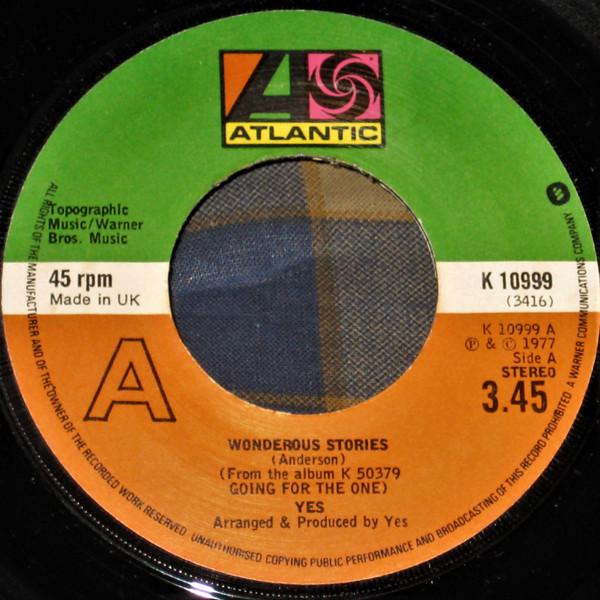 ATLANTIC
Topographic
Music/Warner
Bros. Music
45 rpm
Made in UK
K 10999
(3416)
K 10999 A
℗ & © 1977
Side A
STEREO
3.45
A
WONDEROUS STORIES
(Anderson)
(From the album K 50379
GOING FOR THE ONE)
YES
Arranged & Produced by Yes
ALL RIGHTS OF THE MANUFACTURER AND OF THE OWNER OF THE RECORDED WORK RESERVED. UNAUTHORISED COPYING PUBLIC PERFORMANCE AND BROADCASTING OF THIS RECORD PROHIBITED A WARNER COMMUNICATIONS COMPANY